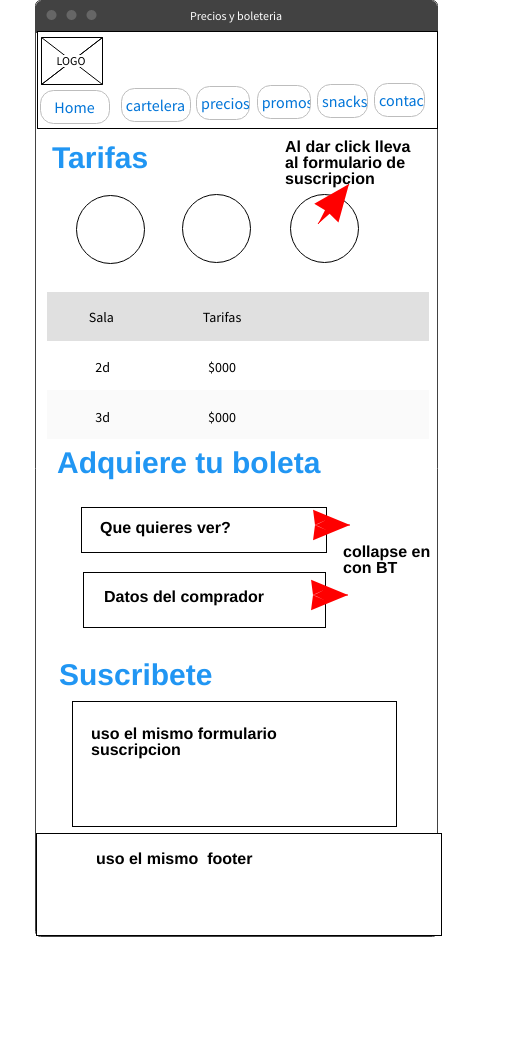 Precios y boleteria
LOGO
Home
cartelera
precios
promos
snacks
contac
Tarifas
Al dar click lleva
al formulario de
suscripcion
Sala Tarifas
2d $000
3d $000
Adquiere tu boleta
Que quieres ver?
collapse en
con BT
Datos del comprador
Suscribete
uso el mismo formulario
suscripcion
uso el mismo  footer